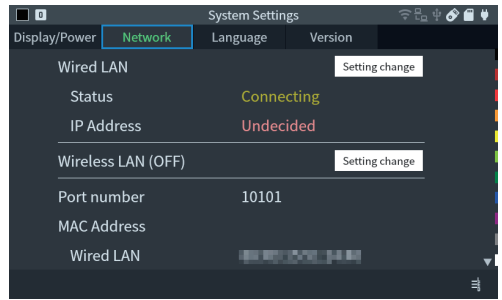 0 System Settings
Display/Power Network Language Version
Wired LAN Setting change
Status Connecting
IP Address Undecided
Wireless LAN (OFF) Setting change
Port number 10101
MAC Address
Wired LAN